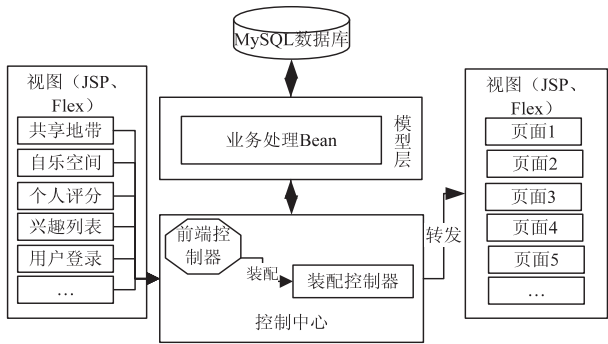 MySQL数据库
视图（JSP、
Flex）
共享地带
自乐空间
个人评分
兴趣列表
用户登录
…
业务处理Bean
模型层
前端控
制器
装配
装配控制器
控制中心
转发
视图（JSP、
Flex）
页面1
页面2
页面3
页面4
页面5
…